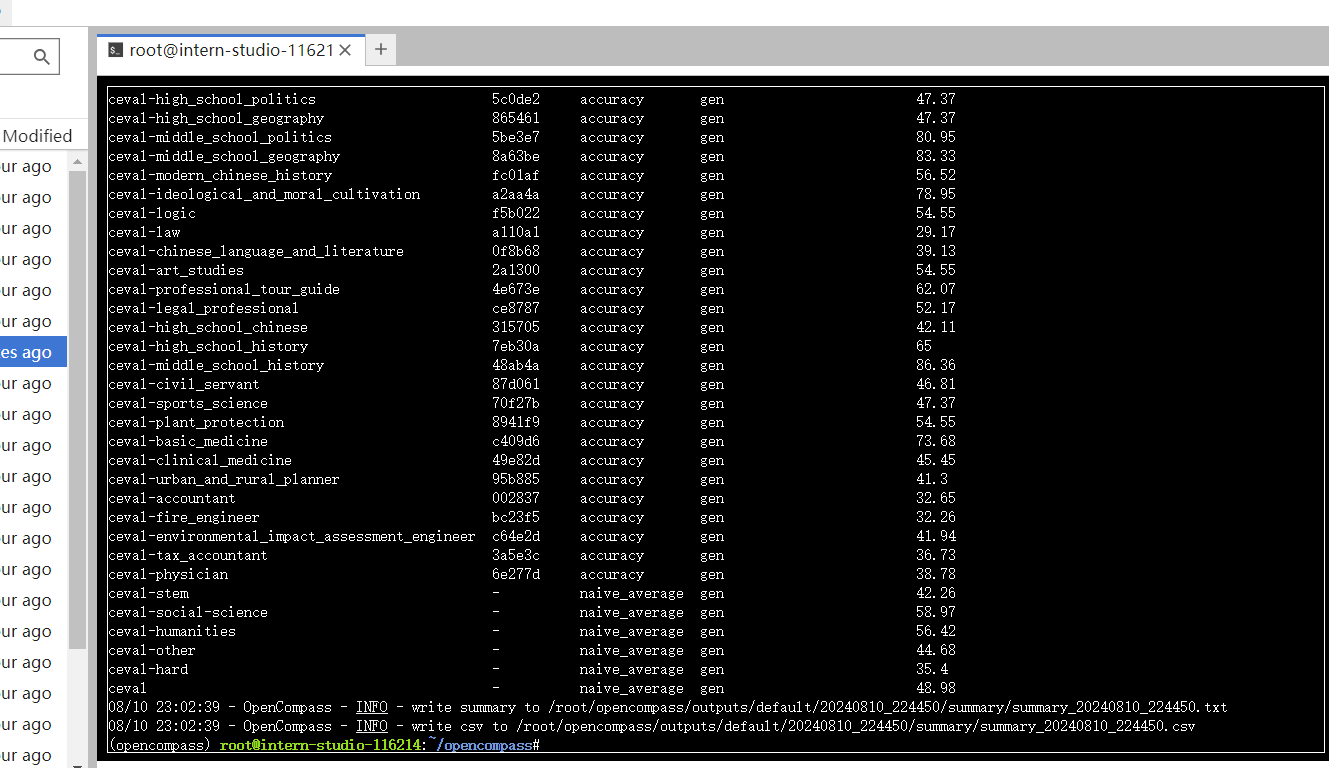 root@intern-studio-11621
Modified
ur ago
ur ago
ur ago
ur ago
ur ago
ur ago
es ago
ur ago
ur ago
ur ago
ur ago
ur ago
ur ago
ur ago
ur ago
ur ago
ur ago
ur ago
ur ago
ur ago
ceval-high_school_politics 5c0de2 accuracy gen 47.37
ceval-high_school_geography 865461 accuracy gen 47.37
ceval-middle_school_politics 5be3e7 accuracy gen 80.95
ceval-middle_school_geography 8a63be accuracy gen 83.33
ceval-modern_chinese_history fc01af accuracy gen 56.52
ceval-ideological_and_moral_cultivation a2aa4a accuracy gen 78.95
ceval-logic f5b022 accuracy gen 54.55
ceval-law a110a1 accuracy gen 29.17
ceval-chinese_language_and_literature 0f8b68 accuracy gen 39.13
ceval-art_studies 2a1300 accuracy gen 54.55
ceval-professional_tour_guide 4e673e accuracy gen 62.07
ceval-legal_professional ce8787 accuracy gen 52.17
ceval-high_school_chinese 315705 accuracy gen 42.11
ceval-high_school_history 7eb30a accuracy gen 65
ceval-middle_school_history 48ab4a accuracy gen 86.36
ceval-civil_servant 87d061 accuracy gen 46.81
ceval-sports_science 70f27b accuracy gen 47.37
ceval-plant_protection 8941f9 accuracy gen 54.55
ceval-basic_medicine c409d6 accuracy gen 73.68
ceval-clinical_medicine 49e82d accuracy gen 45.45
ceval-urban_and_rural_planner 95b885 accuracy gen 41.3
ceval-accountant 002837 accuracy gen 32.65
ceval-fire_engineer bc23f5 accuracy gen 32.26
ceval-environmental_impact_assessment_engineer c64e2d accuracy gen 41.94
ceval-tax_accountant 3a5e3c accuracy gen 36.73
ceval-physician 6e277d accuracy gen 38.78
ceval-stem - naive_average gen 42.26
ceval-social-science - naive_average gen 58.97
ceval-humanities - naive_average gen 56.42
ceval-other - naive_average gen 44.68
ceval-hard - naive_average gen 35.4
ceval - naive_average gen 48.98
08/10 23:02:39 - OpenCompass - INFO - write summary to /root/opencompass/outputs/default/20240810_224450/summary/summary_20240810_224450.txt
08/10 23:02:39 - OpenCompass - INFO - write csv to /root/opencompass/outputs/default/20240810_224450/summary/summary_20240810_224450.csv
(opencompass) root@intern-studio-116214:~/opencompass#